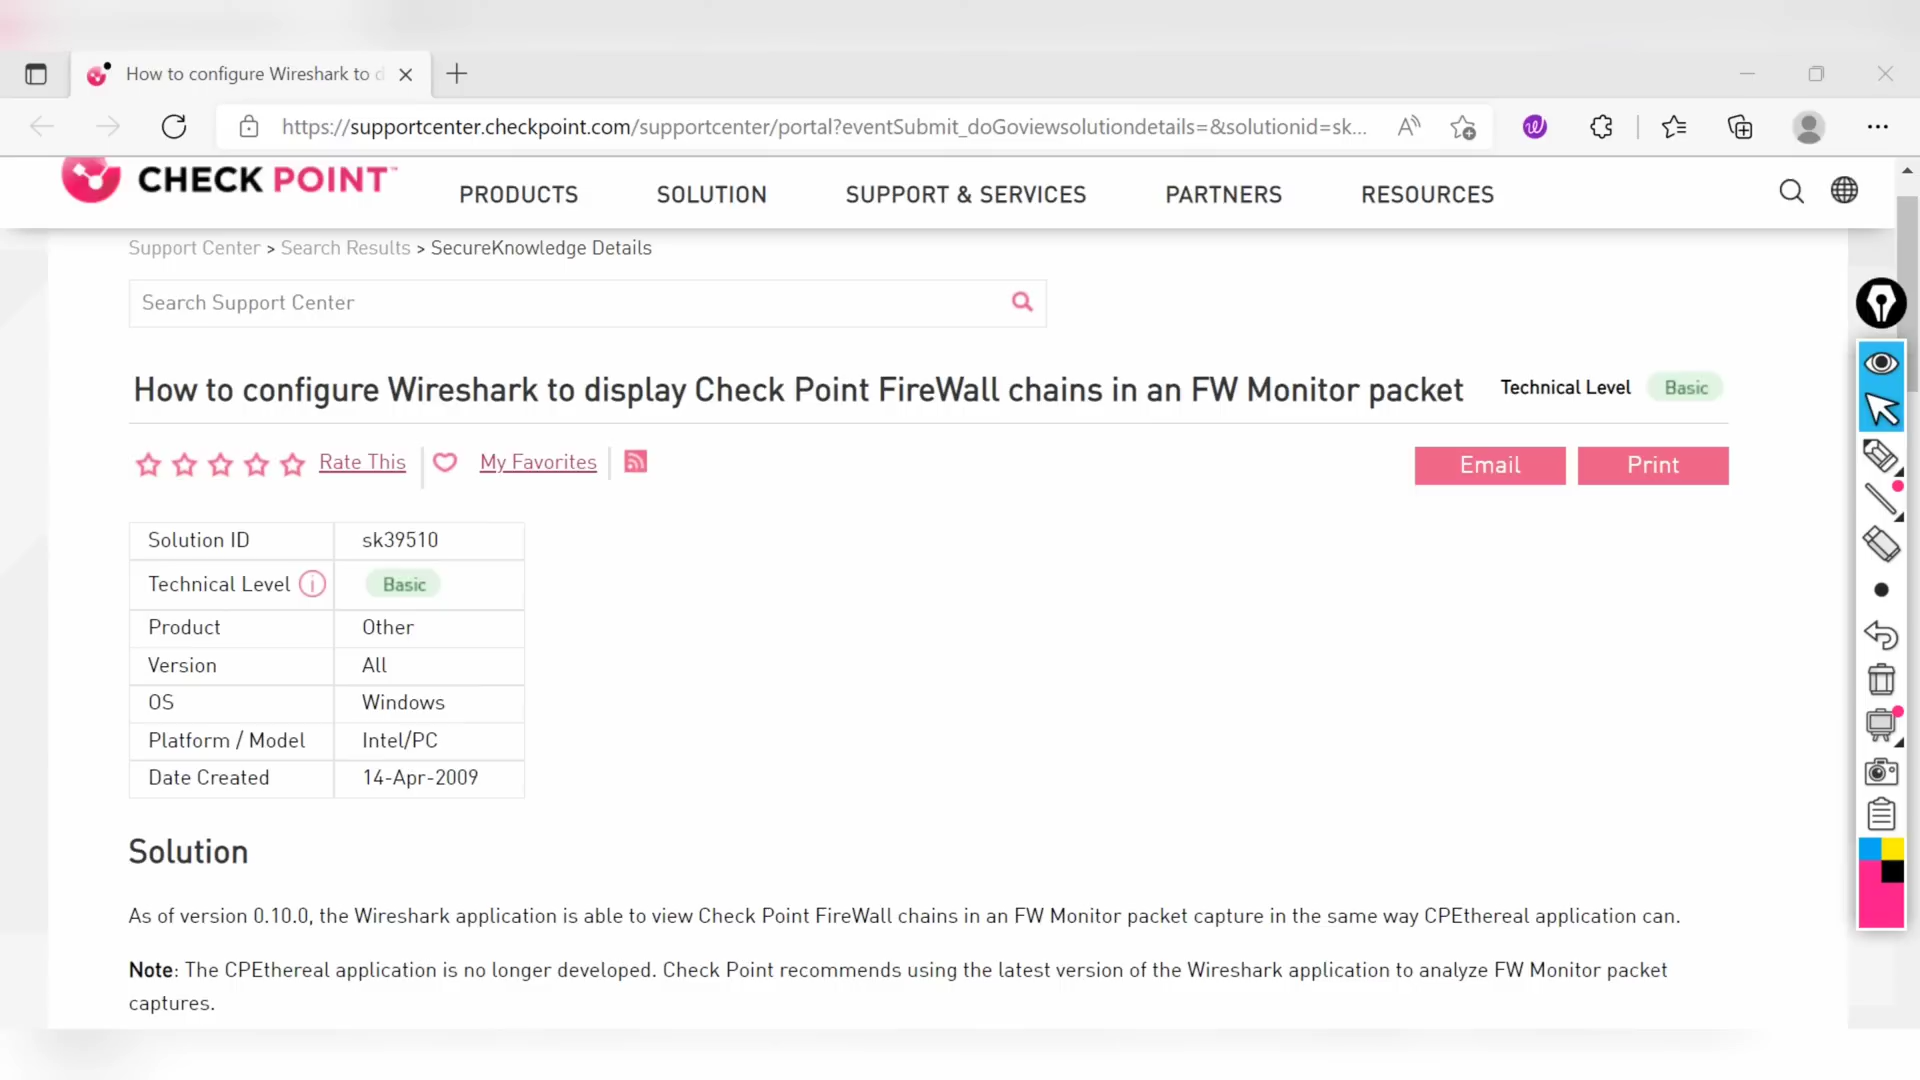 How to configure Wireshark to d
https://supportcenter.checkpoint.com/supportcenter/portal?eventSubmit_doGoviewsolutiondetails=&solutionid=sk...
CHECK POINT™
PRODUCTS SOLUTION SUPPORT & SERVICES PARTNERS RESOURCES
Support Center > Search Results > SecureKnowledge Details
Search Support Center
How to configure Wireshark to display Check Point FireWall chains in an FW Monitor packet Technical Level Basic
Rate This My Favorites Email Print
Solution ID sk39510
Technical Level Basic
Product Other
Version All
OS Windows
Platform / Model Intel/PC
Date Created 14-Apr-2009
Solution
As of version 0.10.0, the Wireshark application is able to view Check Point FireWall chains in an FW Monitor packet capture in the same way CPEthereal application can.
Note: The CPEthereal application is no longer developed. Check Point recommends using the latest version of the Wireshark application to analyze FW Monitor packet
captures.